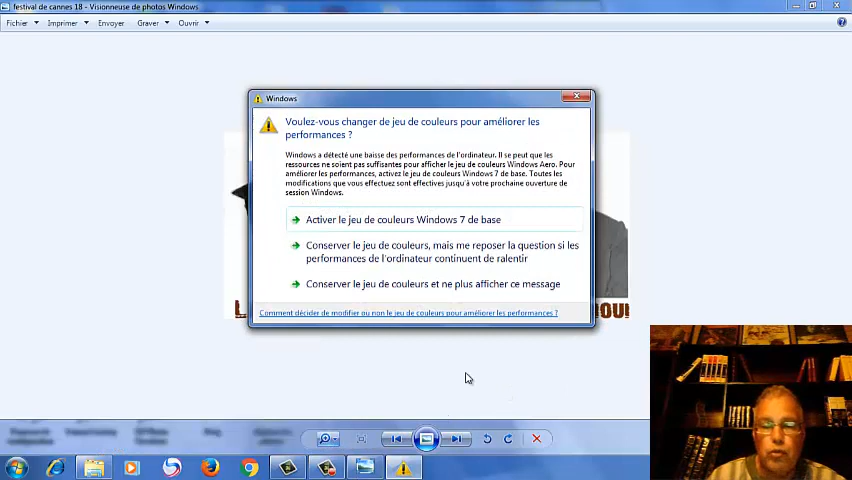 festival de cannes 18 - Visionneuse de photos Windows
Fichier Imprimer Envoyer Graver Ouvrir
Windows
Voulez-vous changer de jeu de couleurs pour améliorer les
performances ?
Windows a détecté une baisse des performances de l'ordinateur. Il se peut que les
ressources ne soient pas suffisantes pour afficher le jeu de couleurs Windows Aero. Pour
améliorer les performances, activez le jeu de couleurs Windows 7 de base. Toutes les
modifications que vous effectuez sont effectives jusqu'à votre prochaine ouverture de
session Windows.
Activer le jeu de couleurs Windows 7 de base
Conserver le jeu de couleurs, mais me reposer la question si les
performances de l'ordinateur continuent de ralentir
Conserver le jeu de couleurs et ne plus afficher ce message
Comment décider de modifier ou non le jeu de couleurs pour améliorer les performances ?